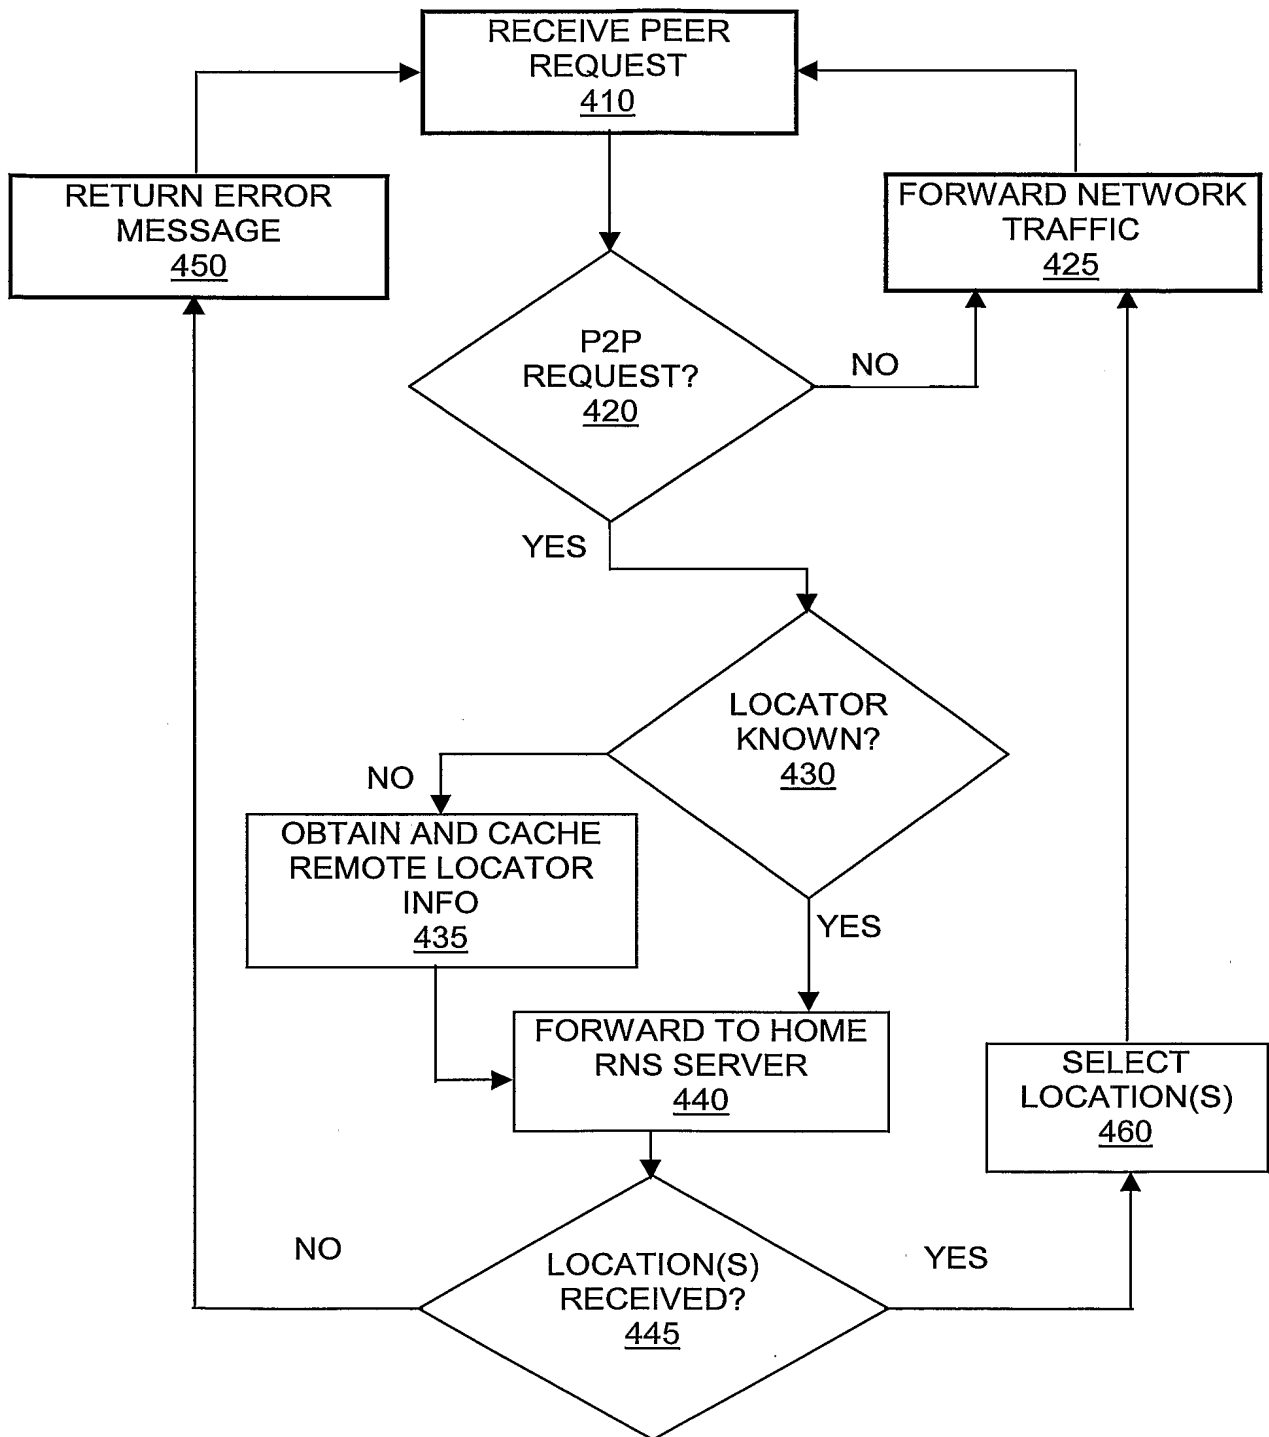 RECEIVE PEER
REQUEST
410
RETURN ERROR
MESSAGE
450
FORWARD NETWORK
TRAFFIC
425
P2P
REQUEST?
420
NO
YES
LOCATOR
KNOWN?
430
NO
OBTAIN AND CACHE
REMOTE LOCATOR
INFO
435
YES
FORWARD TO HOME
RNS SERVER
440
SELECT
LOCATION(S)
460
NO
LOCATION(S)
RECEIVED?
445
YES